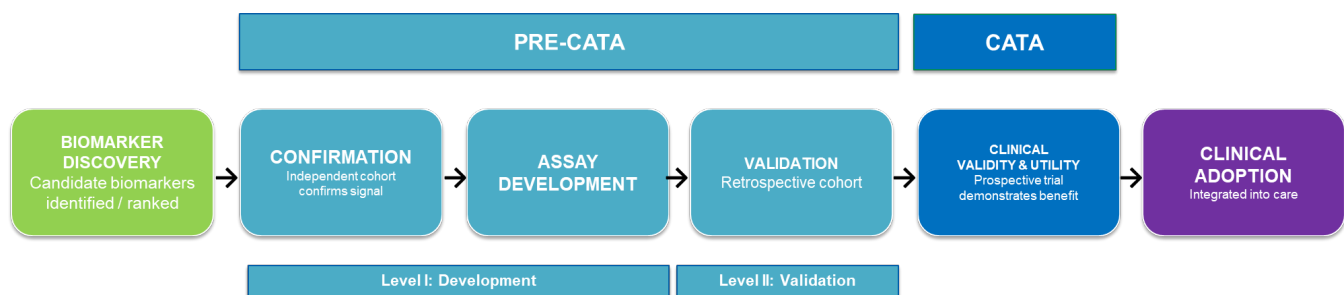 PRE-CATA
CATA
BIOMARKER
DISCOVERY
Candidate biomarkers
identified / ranked
CONFIRMATION
Independent cohort
confirms signal
ASSAY
DEVELOPMENT
VALIDATION
Retrospective cohort
CLINICAL
VALIDITY & UTILITY
Prospective trial
demonstrates benefit
CLINICAL
ADOPTION
Integrated into care
Level I: Development
Level II: Validation